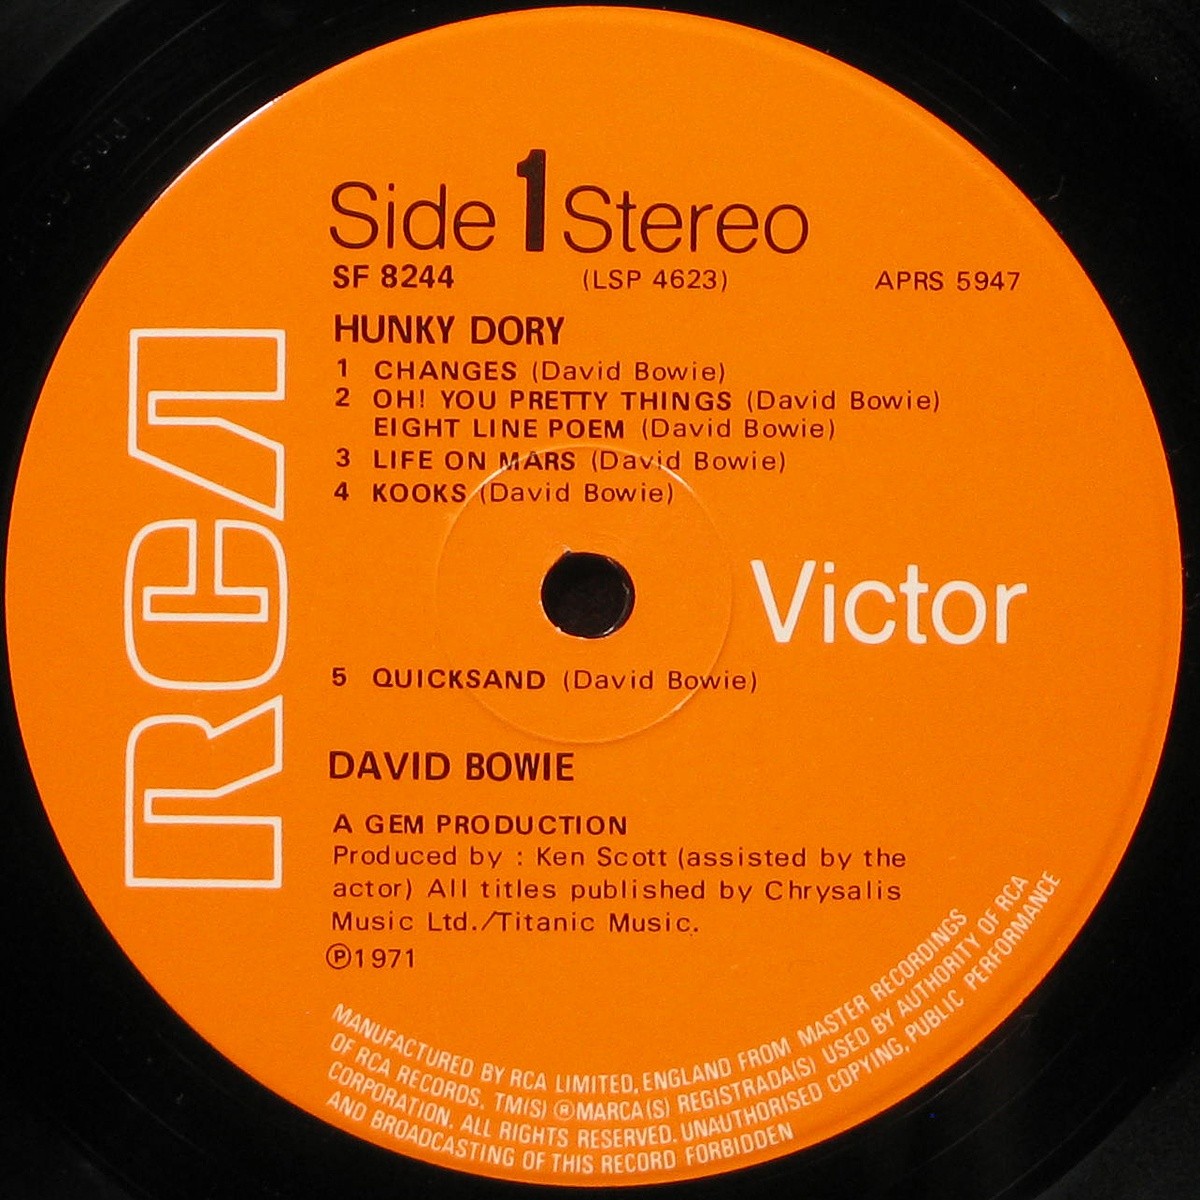 Side 1 Stereo
SF 8244 (LSP 4623) APRS 5947
HUNKY DORY
1 CHANGES (David Bowie)
2 OH! YOU PRETTY THINGS (David Bowie)
EIGHT LINE POEM (David Bowie)
3 LIFE ON MARS (David Bowie)
4 KOOKS (David Bowie)
RCA
Victor
5 QUICKSAND (David Bowie)
DAVID BOWIE
A GEM PRODUCTION
Produced by : Ken Scott (assisted by the
actor) All titles published by Chrysalis
Music Ltd./Titanic Music.
Ⓟ1971
MANUFACTURED BY RCA LIMITED, ENGLAND FROM MASTER RECORDINGS
OF RCA RECORDS. TM(S) ® MARCA(S) REGISTRADA(S) USED BY AUTHORITY OF RCA
CORPORATION. ALL RIGHTS RESERVED. UNAUTHORISED COPYING, PUBLIC PERFORMANCE
AND BROADCASTING OF THIS RECORD FORBIDDEN